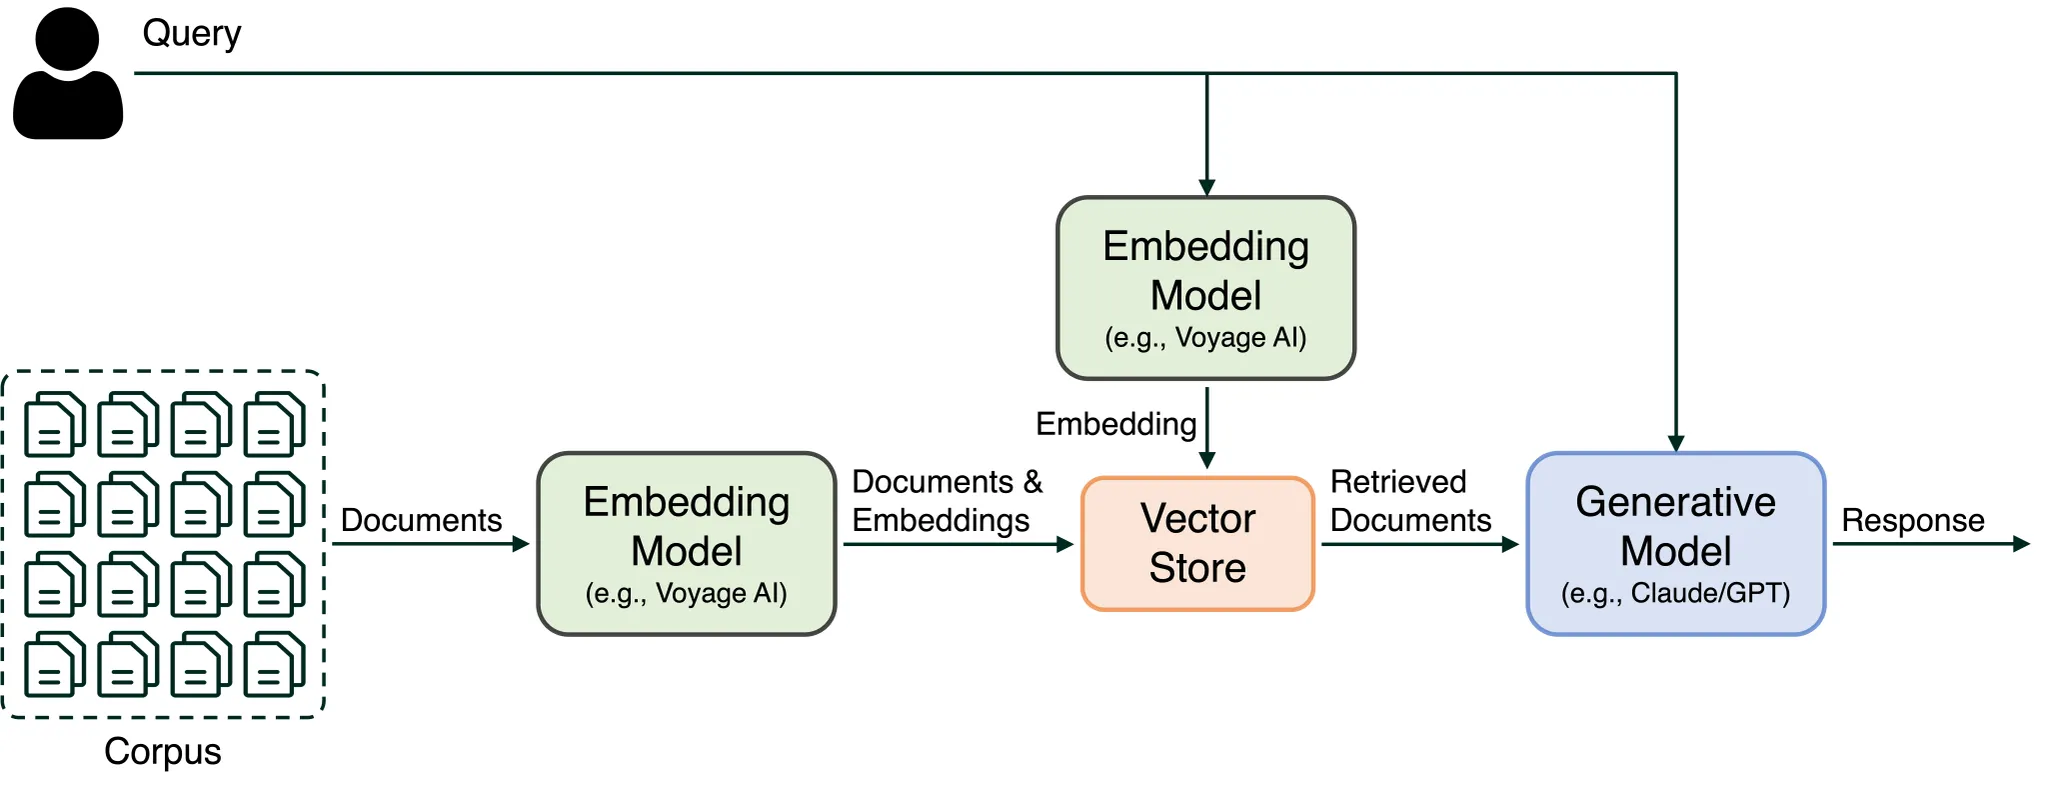 Query
Embedding
Model
(e.g., Voyage AI)
Embedding
Documents
Embedding
Model
(e.g., Voyage AI)
Documents &
Embeddings
Vector
Store
Retrieved
Documents
Generative
Model
(e.g., Claude/GPT)
Response
Corpus